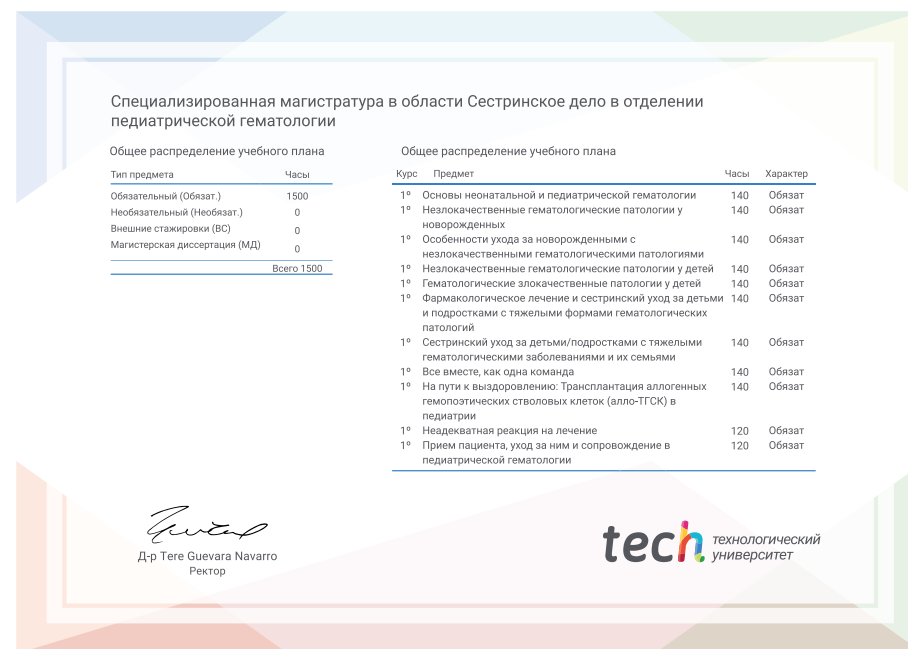 Специализированная магистратура в области Сестринское дело в отделении
педиатрической гематологии
Общее распределение учебного плана
Тип предмета Часы
Обязательный (Обязат.) 1500
Необязательный (Необязат.) 0
Внешние стажировки (ВС) 0
Магистерская диссертация (МД) 0
Всего 1500
Общее распределение учебного плана
Курс Предмет Часы Характер
1º Основы неонатальной и педиатрической гематологии 140 Обязат
1º Незлокачественные гематологические патологии у 140 Обязат
новорожденных
1º Особенности ухода за новорожденными с 140 Обязат
незлокачественными гематологическими патологиями
1º Незлокачественные гематологические патологии у детей 140 Обязат
1º Гематологические злокачественные патологии у детей 140 Обязат
1º Фармакологическое лечение и сестринский уход за детьми 140 Обязат
и подростками с тяжелыми формами гематологических
патологий
1º Сестринский уход за детьми/подростками с тяжелыми 140 Обязат
гематологическими заболеваниями и их семьями
1º Все вместе, как одна команда 140 Обязат
1º На пути к выздоровлению: Трансплантация аллогенных 140 Обязат
гемопоэтических стволовых клеток (алло-ТГСК) в
педиатрии
1º Неадекватная реакция на лечение 120 Обязат
1º Прием пациента, уход за ним и сопровождение в 120 Обязат
педиатрической гематологии
Д-р Tere Guevara Navarro
Ректор
tech технологический
университет